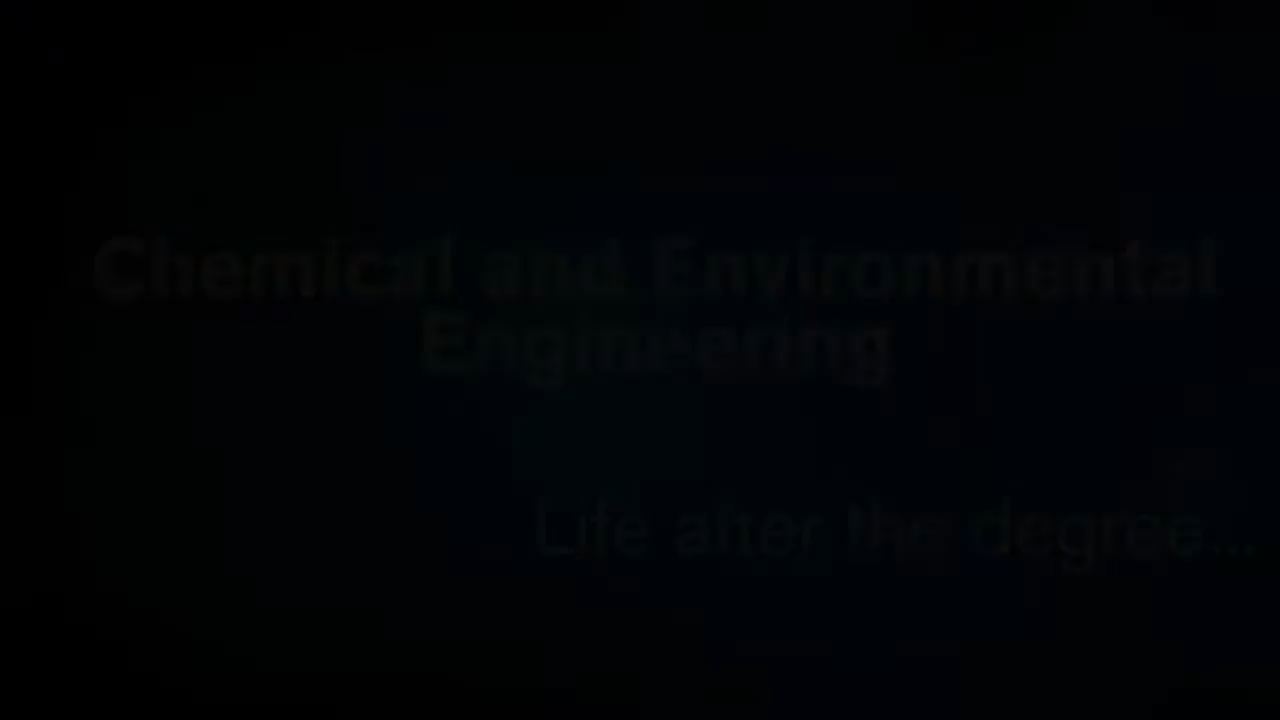 Chemical and Environmental
Engineering
Life after the degree...